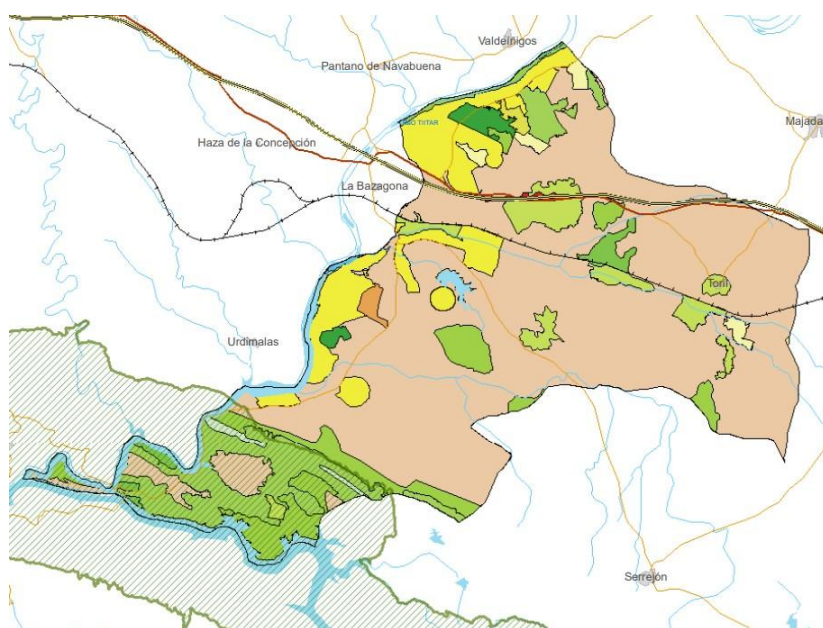 Valdeíñigos
Pantano de Navabuena
Majada
Haza de la Concepción
La Bazagona
Toril
Urdimalas
Serrejón